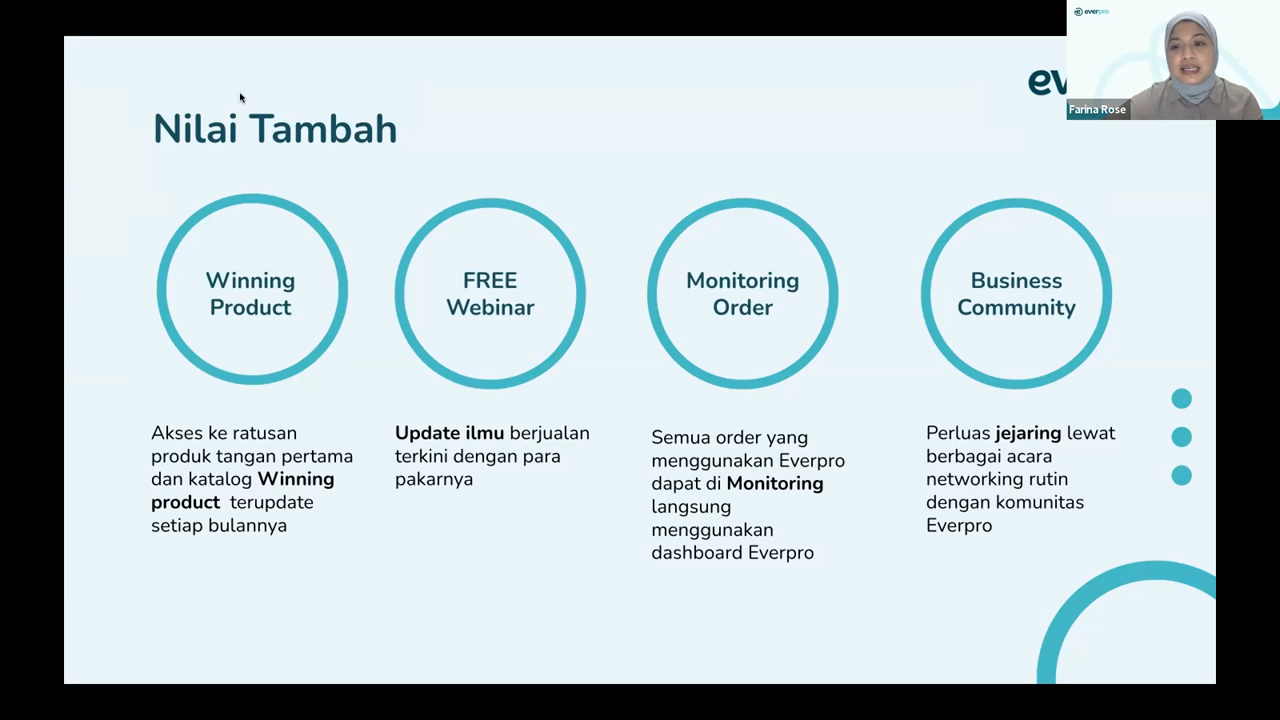 everpro
ev
Farina Rose
Nilai Tambah
Winning
Product
FREE
Webinar
Monitoring
Order
Business
Community
Akses ke ratusan
produk tangan pertama
dan katalog Winning
product terupdate
setiap bulannya
Update ilmu berjualan
terkini dengan para
pakarnya
Semua order yang
menggunakan Everpro
dapat di Monitoring
langsung
menggunakan
dashboard Everpro
Perluas jejaring lewat
berbagai acara
networking rutin
dengan komunitas
Everpro